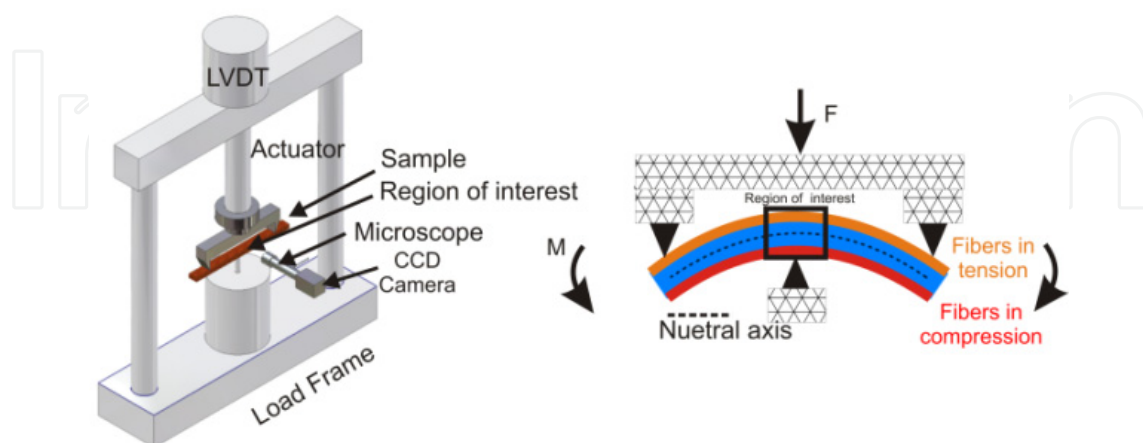 LVDT
Actuator
Sample
Region of interest
Microscope
CCD
Camera
Load Frame
F
Region of interest
M
Fibers in
tension
Nuetral axis
Fibers in
compression